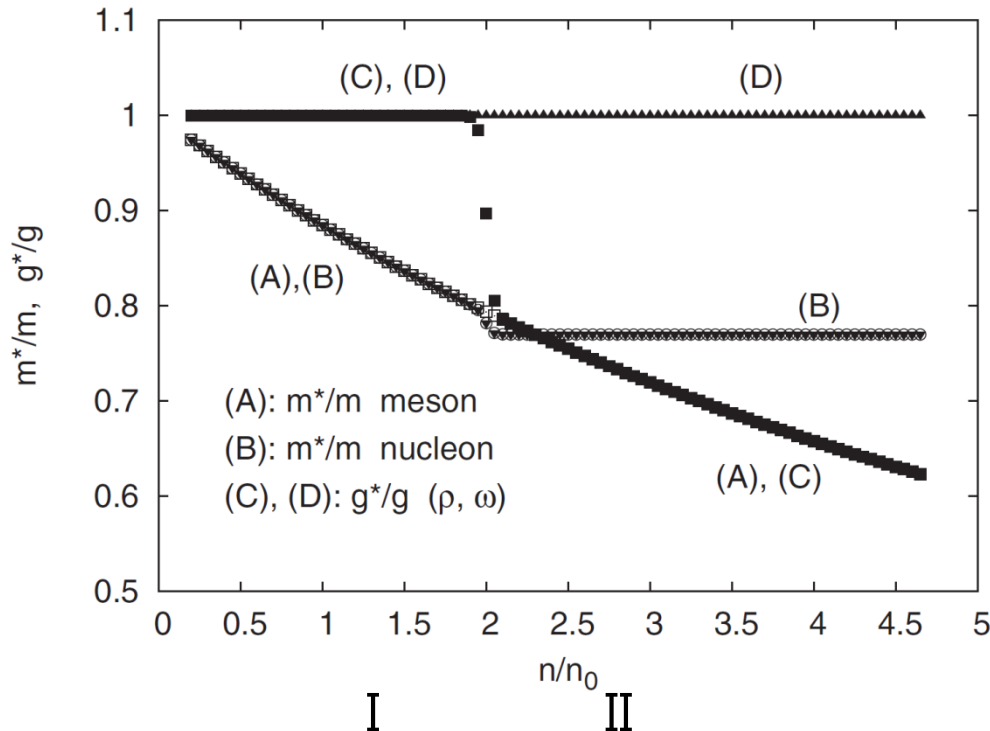 1.1
(C), (D)
(D)
1
0.9
(A),(B)
0.8
(B)
m*/m, g*/g
0.7
(A): m*/m meson
(B): m*/m nucleon
(A), (C)
(C), (D): g*/g (ρ, ω)
0.6
0.5
0 0.5 1 1.5 2 2.5 3 3.5 4 4.5 5
n/n₀
I II